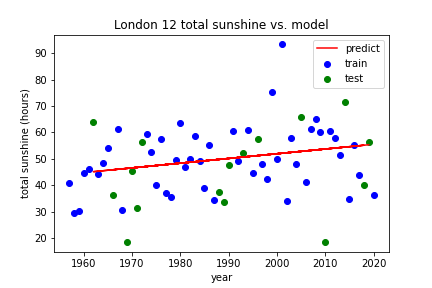 London 12 total sunshine vs. model
predict
train
test
90
80
70
60
50
40
30
20
total sunshine (hours)
1960 1970 1980 1990 2000 2010 2020
year